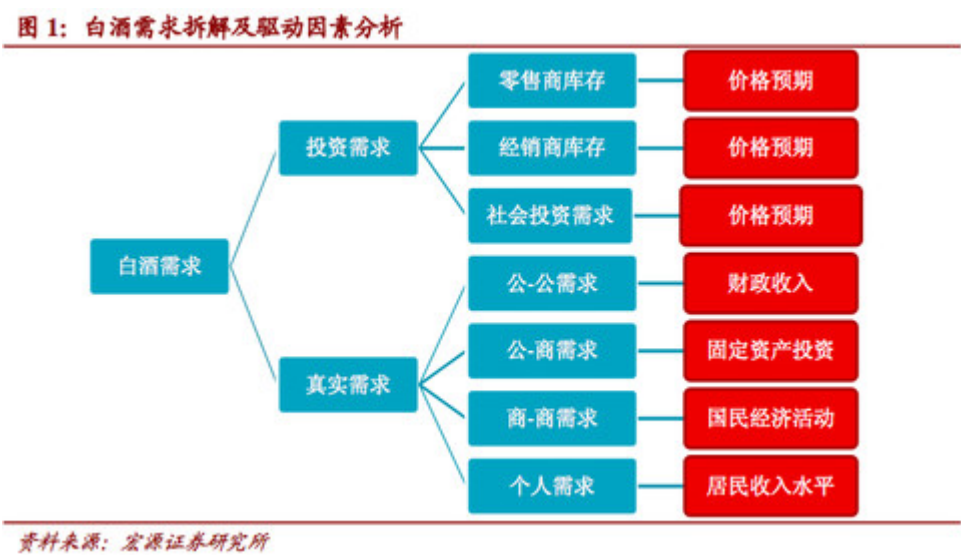 图 1：白酒需求拆解及驱动因素分析
零售商库存 价格预期
投资需求 经销商库存 价格预期
社会投资需求 价格预期
白酒需求 公-公需求 财政收入
公-商需求 固定资产投资
真实需求
商-商需求 国民经济活动
个人需求 居民收入水平
资料来源：宏源证券研究所